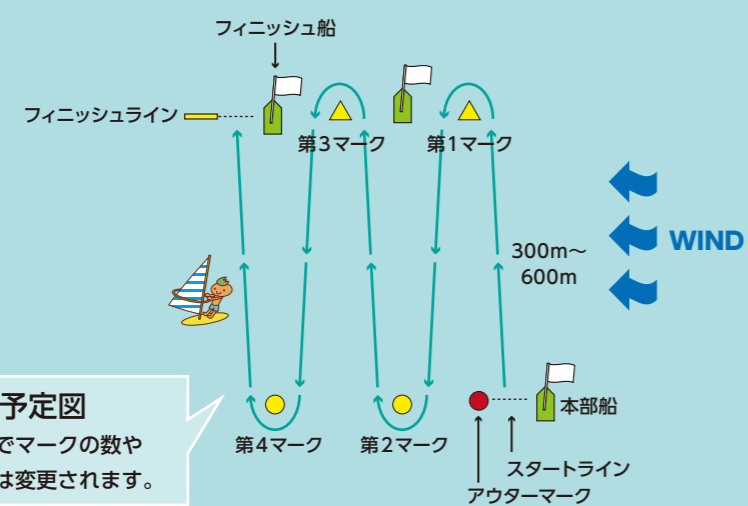 フィニッシュ船
フィニッシュライン
第3マーク
第1マーク
300m〜
600m
WIND
予定図
でマークの数や
は変更されます。
第4マーク
第2マーク
本部船
スタートライン
アウターマーク